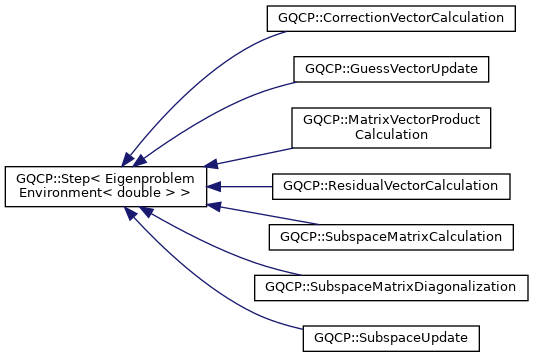 GQCP::CorrectionVectorCalculation
GQCP::GuessVectorUpdate
GQCP::MatrixVectorProduct
Calculation
GQCP::Step< Eigenproblem
Environment< double > >
GQCP::ResidualVectorCalculation
GQCP::SubspaceMatrixCalculation
GQCP::SubspaceMatrixDiagonalization
GQCP::SubspaceUpdate